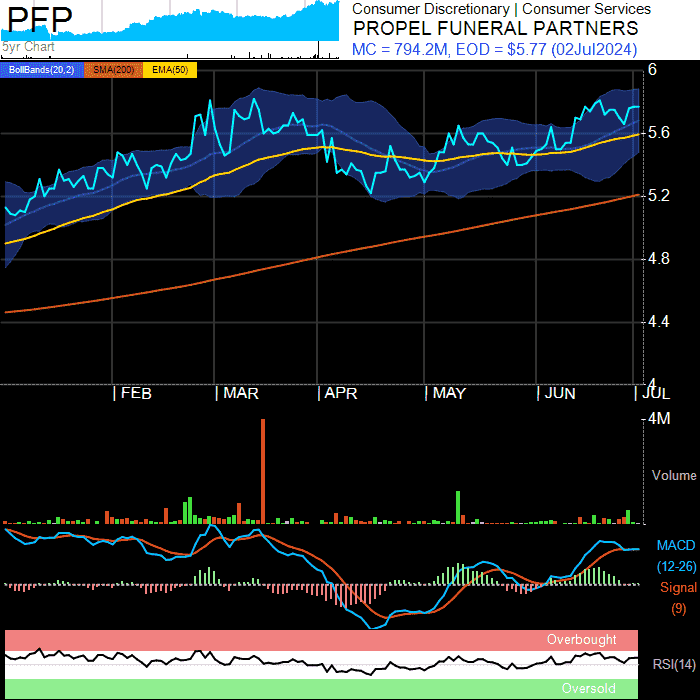 PFP
5yr Chart
Consumer Discretionary | Consumer Services
PROPEL FUNERAL PARTNERS
MC = 794.2M, EOD = $5.77 (02Jul2024)
BollBands(20,2) SMA(200) EMA(50)
6
5.6
5.2
4.8
4.4
4
| FEB | MAR | APR | MAY | JUN | JUL
4M
Volume
MACD
(12-26)
Signal
(9)
Overbought
RSI(14)
Oversold